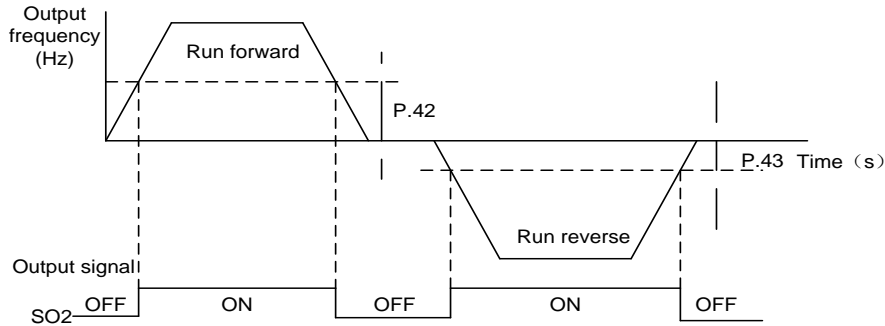 Output
frequency
(Hz)
Run forward
P.42
P.43 Time（s）
Run reverse
Output signal
SO2 OFF ON OFF ON OFF